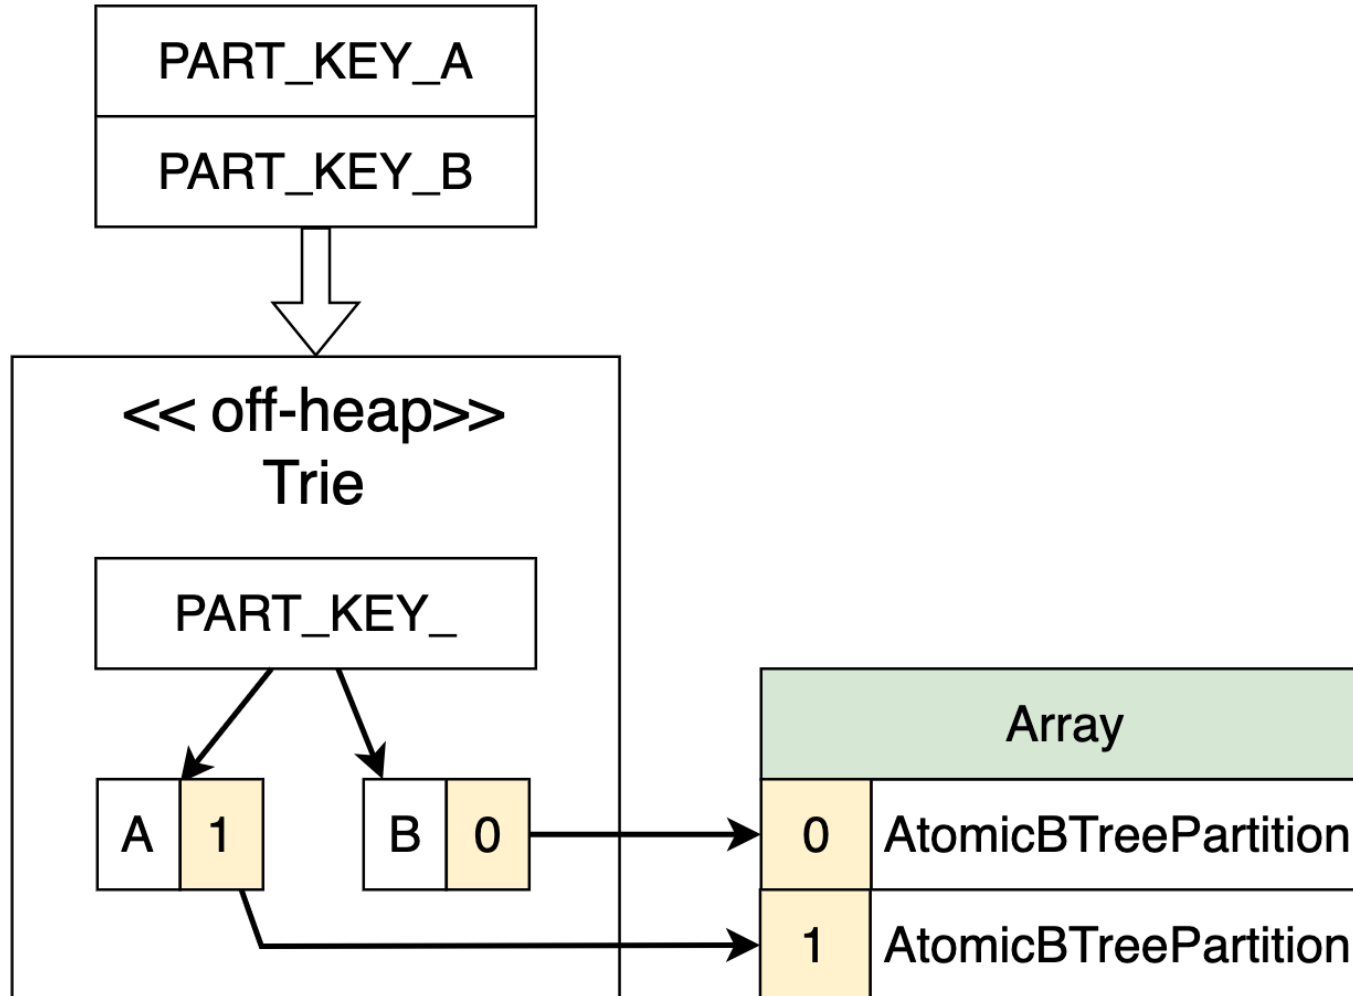 PART_KEY_A
PART_KEY_B
<< off-heap>>
Trie
PART_KEY_
A 1
B 0
Array
0 AtomicBTreePartition
1 AtomicBTreePartition